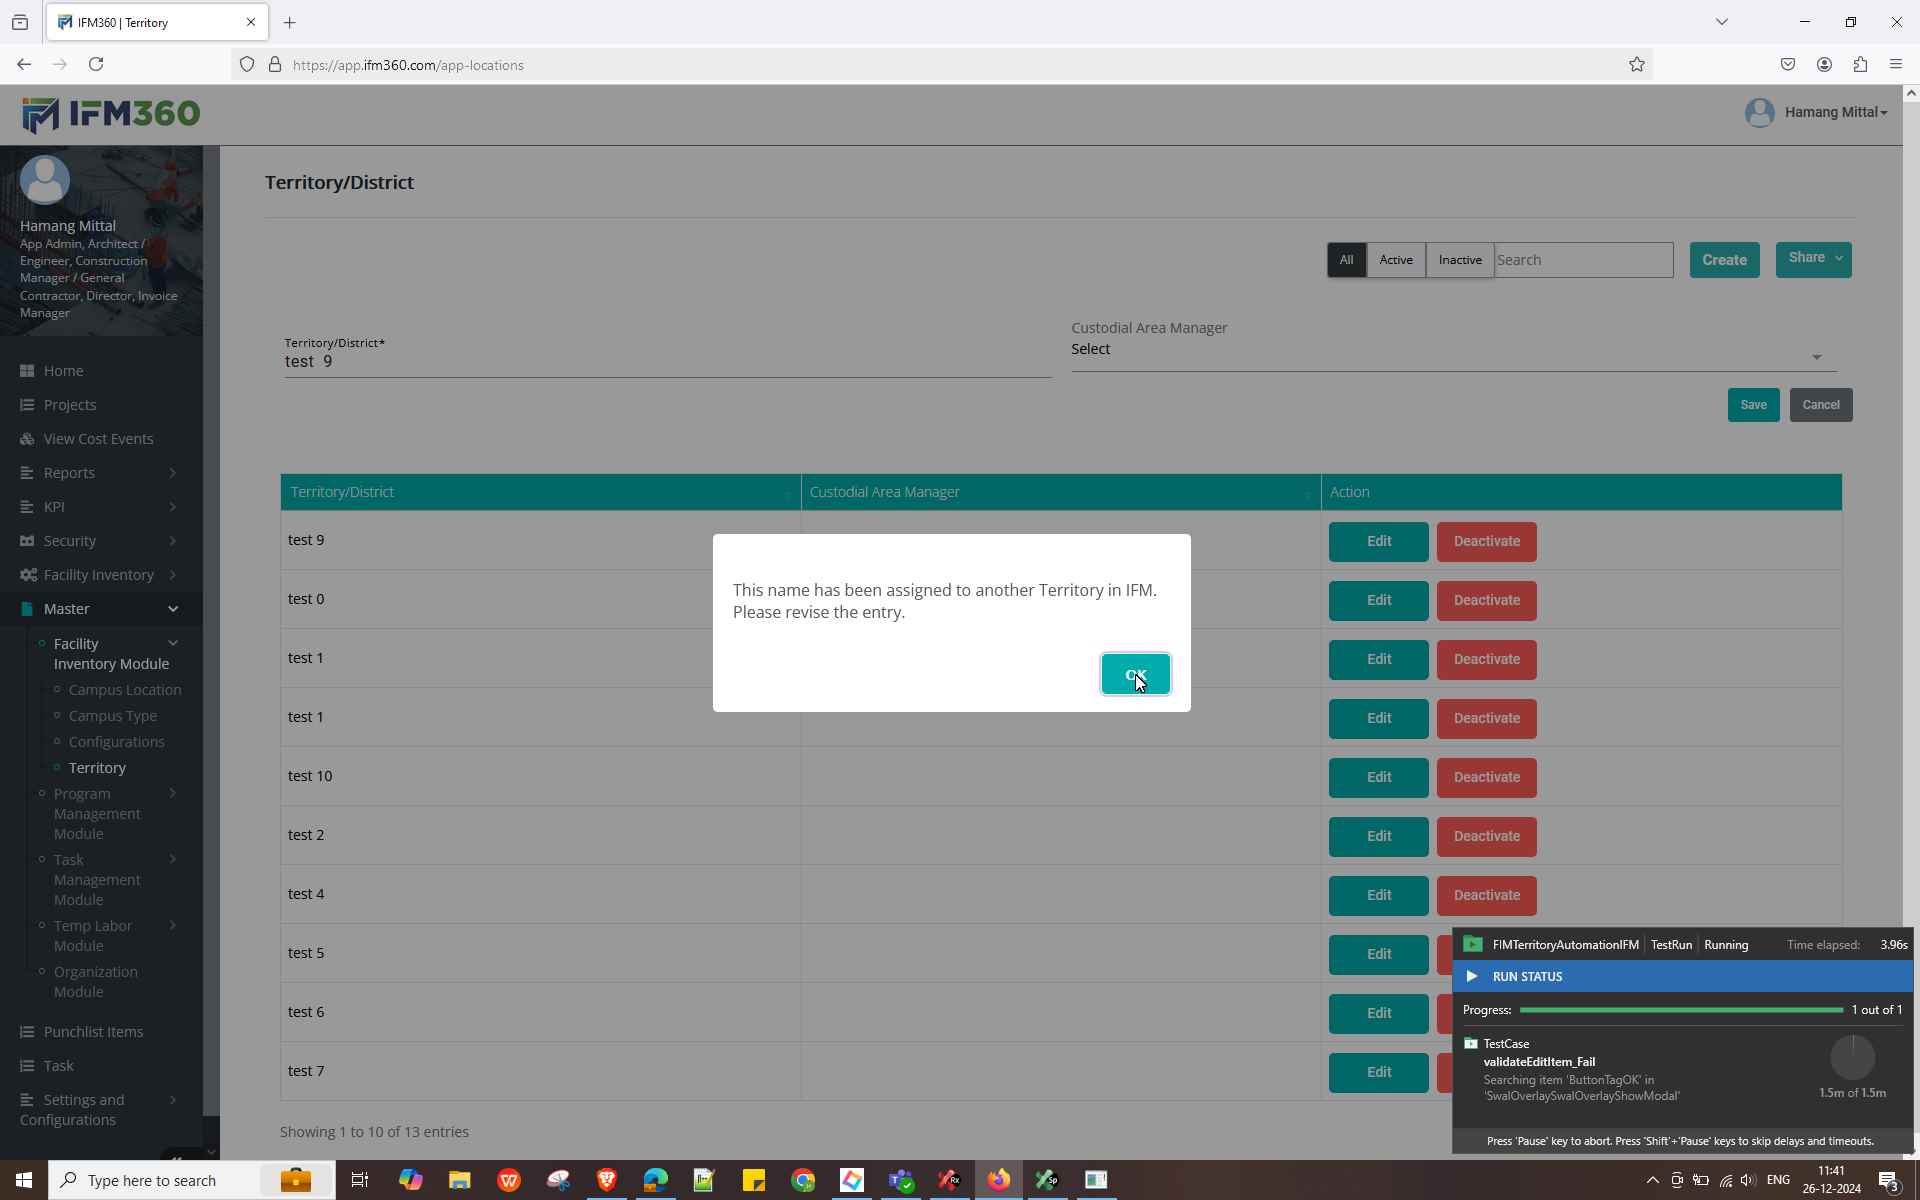 IFM360 | Territory
https://app.ifm360.com/app-locations
IFM360
Hamang Mittal
Hamang Mittal
App Admin, Architect /
Engineer, Construction
Manager / General
Contractor, Director, Invoice
Manager
Home
Projects
View Cost Events
Reports
KPI
Security
Facility Inventory
Master
Facility
Inventory Module
Campus Location
Campus Type
Configurations
Territory
Program
Management
Module
Task
Management
Module
Temp Labor
Module
Organization
Module
Punchlist Items
Task
Settings and
Configurations
Territory/District
All Active Inactive Search Create Share
Territory/District*
test  9
Custodial Area Manager
Select
Save Cancel
Territory/District Custodial Area Manager Action
test 9 Edit Deactivate
test 0 Edit Deactivate
test 1 Edit Deactivate
test 1 Edit Deactivate
test 10 Edit Deactivate
test 2 Edit Deactivate
test 4 Edit Deactivate
test 5 Edit
test 6 Edit
test 7 Edit
Showing 1 to 10 of 13 entries
This name has been assigned to another Territory in IFM.
Please revise the entry.
OK
FIMTerritoryAutomationIFM TestRun Running Time elapsed: 3.96s
RUN STATUS
Progress: 1 out of 1
TestCase
validateEditItem_Fail
Searching item 'ButtonTagOK' in
'SwalOverlaySwalOverlayShowModal'
1.5m of 1.5m
Press 'Pause' key to abort. Press 'Shift'+'Pause' keys to skip delays and timeouts.
Type here to search
ENG
11:41
26-12-2024
3